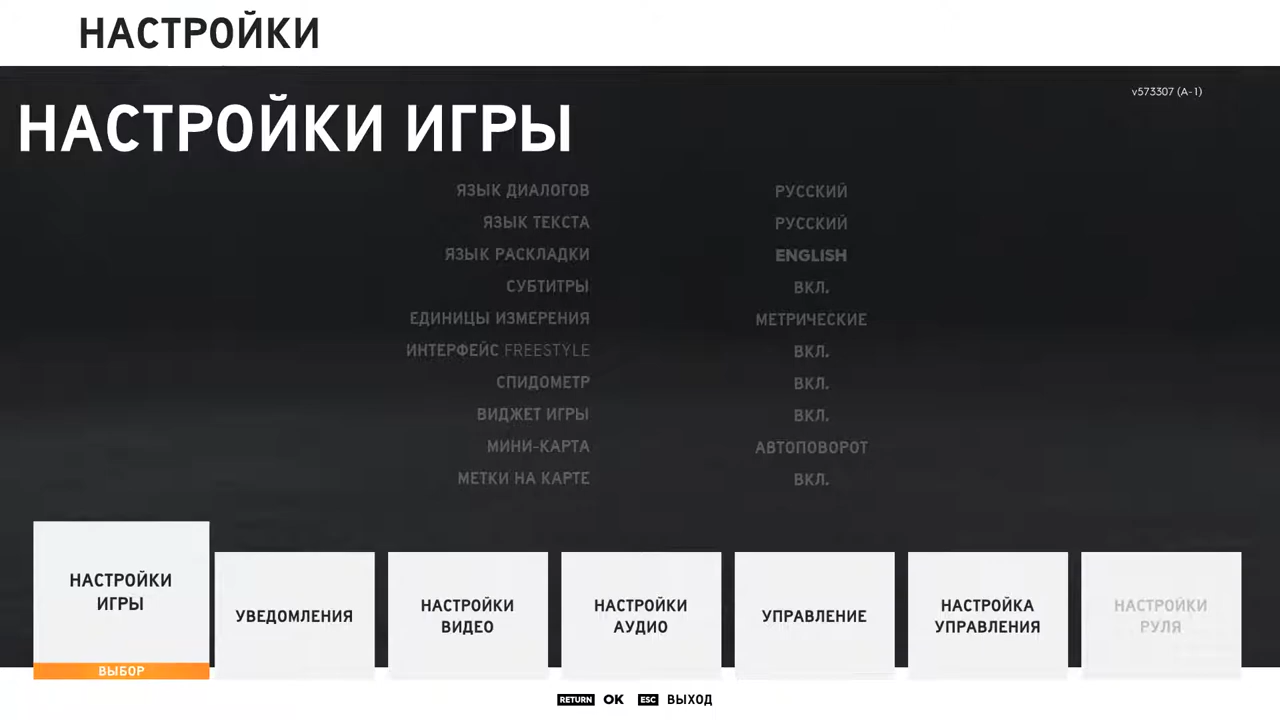 НАСТРОЙКИ
v573307 (A-1)
НАСТРОЙКИ ИГРЫ
ЯЗЫК ДИАЛОГОВ РУССКИЙ
ЯЗЫК ТЕКСТА РУССКИЙ
ЯЗЫК РАСКЛАДКИ ENGLISH
СУБТИТРЫ ВКЛ.
ЕДИНИЦЫ ИЗМЕРЕНИЯ МЕТРИЧЕСКИЕ
ИНТЕРФЕЙС FREESTYLE ВКЛ.
СПИДОМЕТР ВКЛ.
ВИДЖЕТ ИГРЫ ВКЛ.
МИНИ-КАРТА АВТОПОВОРОТ
МЕТКИ НА КАРТЕ ВКЛ.
НАСТРОЙКИ
ИГРЫ
ВЫБОР
УВЕДОМЛЕНИЯ
НАСТРОЙКИ
ВИДЕО
НАСТРОЙКИ
АУДИО
УПРАВЛЕНИЕ
НАСТРОЙКА
УПРАВЛЕНИЯ
НАСТРОЙКИ
РУЛЯ
RETURN OK ESC ВЫХОД